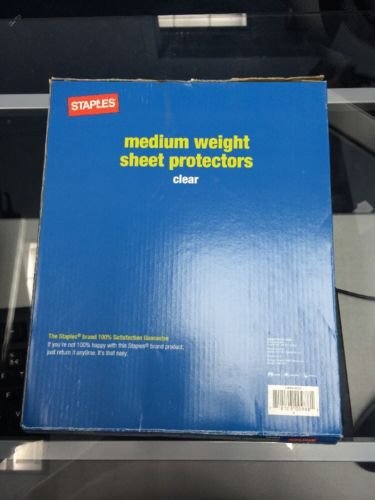 STAPLES
medium weight
sheet protectors
clear
The Staples® brand 100% Satisfaction Guarantee
If you're not 100% happy with this Staples® brand product,
just return it anytime. It's that easy.